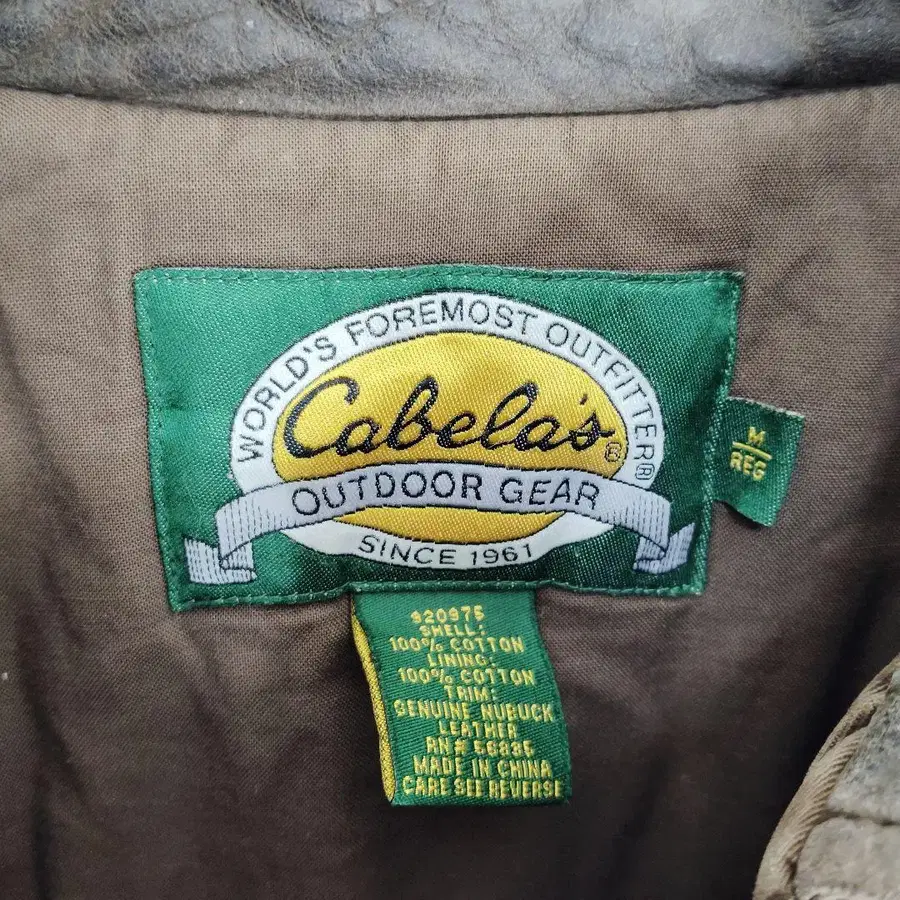 WORLD'S FOREMOST OUTFITTER®
Cabela's®
OUTDOOR GEAR
SINCE 1961
M
REG
920975
SHELL:
100% COTTON
LINING:
100% COTTON
TRIM:
GENUINE NUBUCK
LEATHER
RN# 56835
MADE IN CHINA
CARE SEE REVERSE